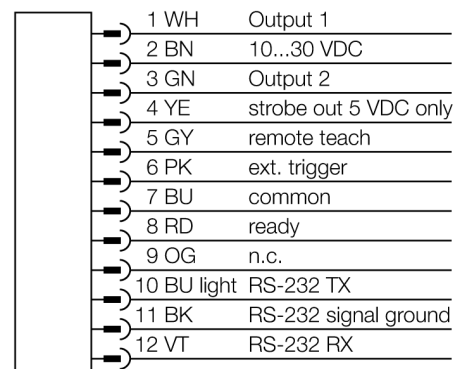 1 WH Output 1
2 BN 10...30 VDC
3 GN Output 2
4 YE strobe out 5 VDC only
5 GY remote teach
6 PK ext. trigger
7 BU common
8 RD ready
9 OG n.c.
10 BU light RS-232 TX
11 BK RS-232 signal ground
12 VT RS-232 RX